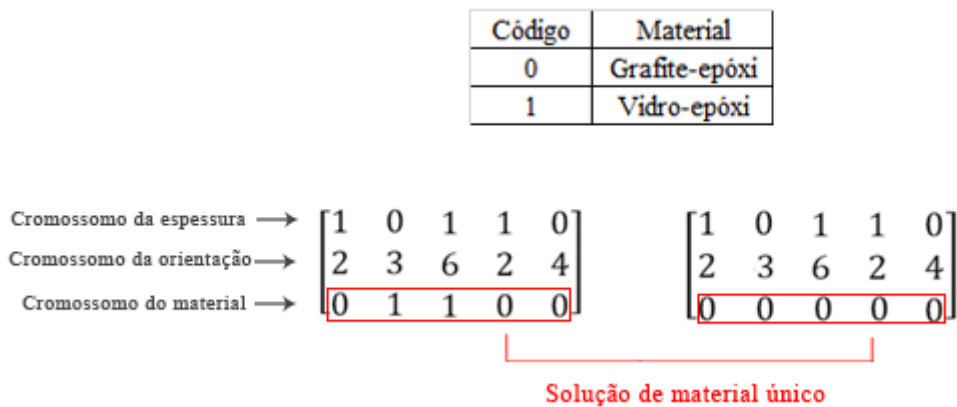 Código Material
0 Grafite-epóxi
1 Vidro-epóxi
Cromossomo da espessura → [1 0 1 1 0] [1 0 1 1 0]
Cromossomo da orientação → [2 3 6 2 4] [2 3 6 2 4]
Cromossomo do material → [0 1 1 0 0] [0 0 0 0 0]
Solução de material único